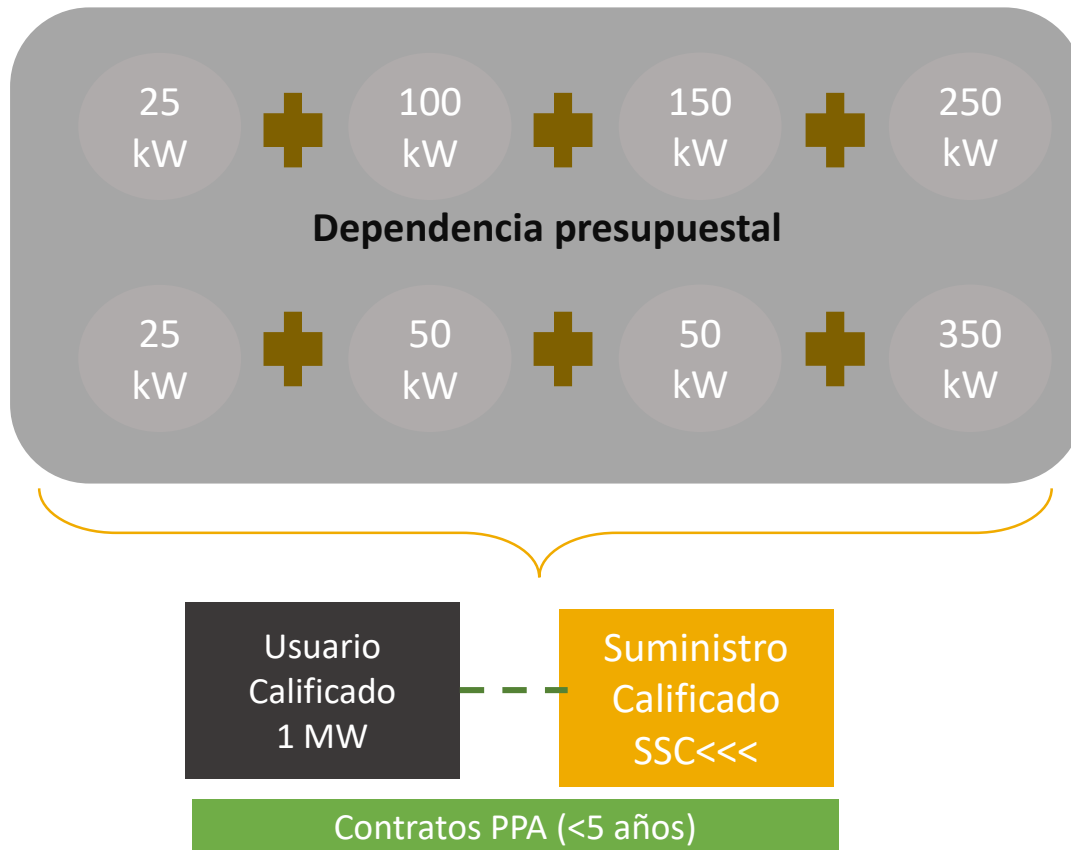 25
kW
100
kW
150
kW
250
kW
Dependencia presupuestal
25
kW
50
kW
50
kW
350
kW
Usuario
Calificado
1 MW
Suministro
Calificado
SSC<<<
Contratos PPA (<5 años)